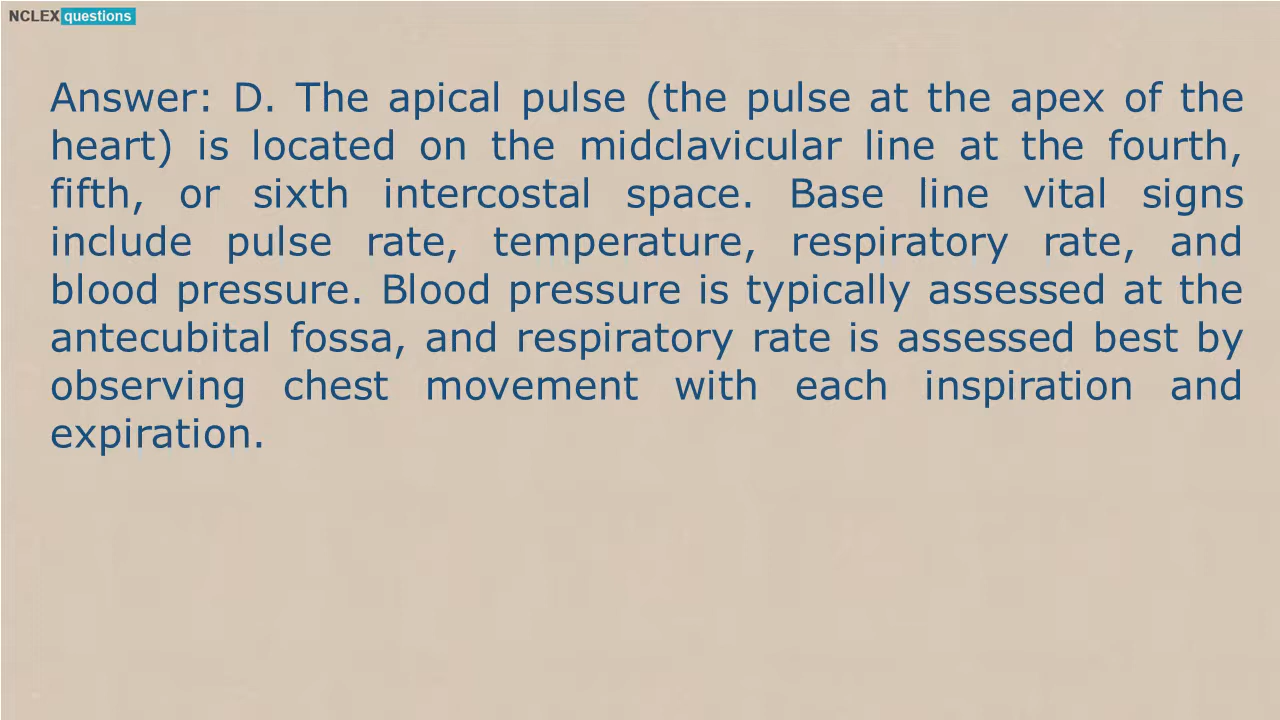 NCLEX questions
Answer: D. The apical pulse (the pulse at the apex of the
heart) is located on the midclavicular line at the fourth,
fifth, or sixth intercostal space. Base line vital signs
include pulse rate, temperature, respiratory rate, and
blood pressure. Blood pressure is typically assessed at the
antecubital fossa, and respiratory rate is assessed best by
observing chest movement with each inspiration and
expiration.